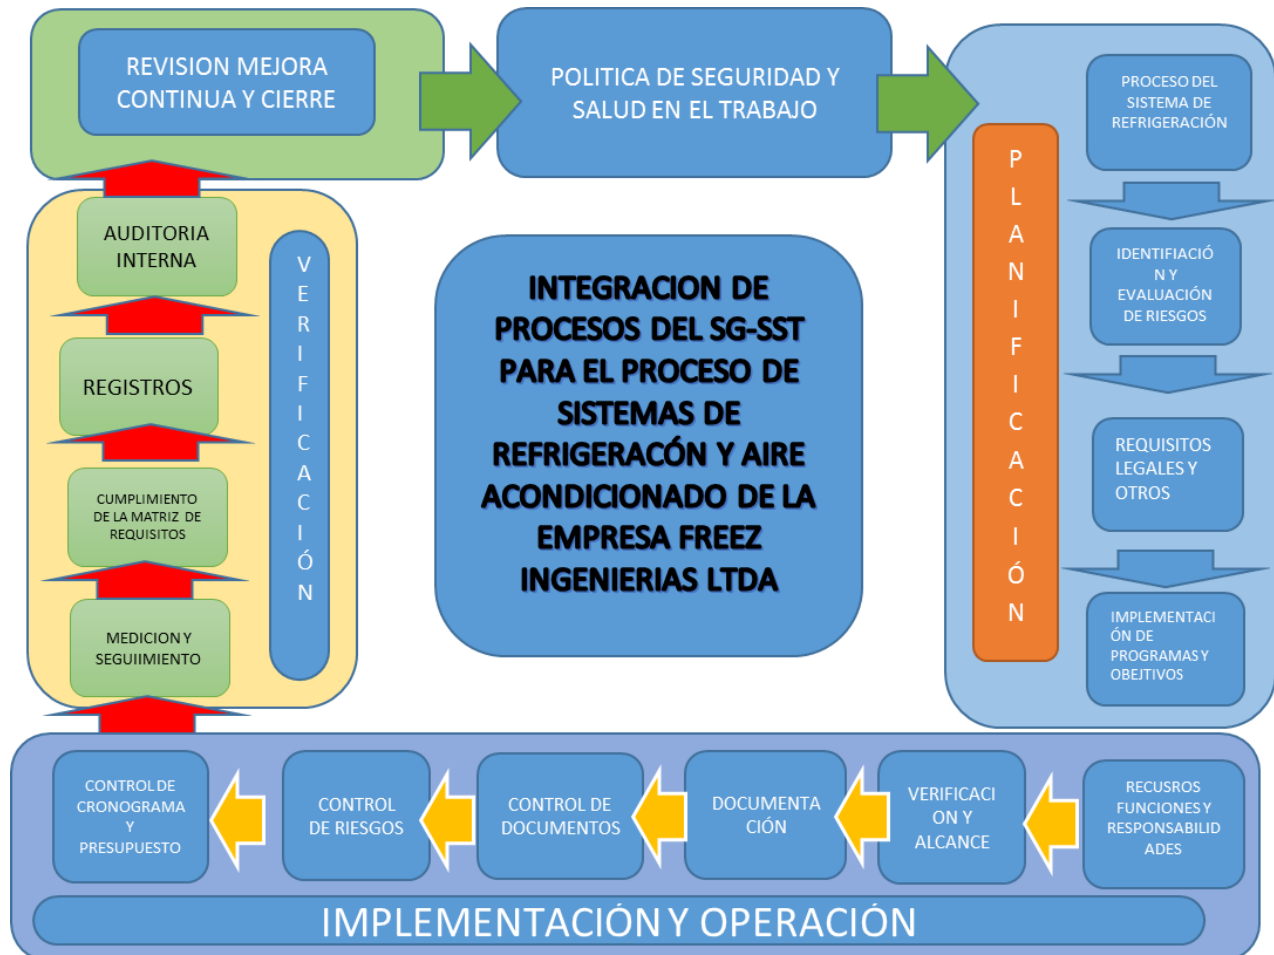 REVISION MEJORA
CONTINUA Y CIERRE
POLITICA DE SEGURIDAD Y
SALUD EN EL TRABAJO
PROCESO DEL
SISTEMA DE
REFRIGERACIÓN
PLANIFICACIÓN
IDENTIFIACIÓ
N Y
EVALUACIÓN
DE RIESGOS
REQUISITOS
LEGALES Y
OTROS
IMPLEMENTACI
ÓN DE
PROGRAMAS Y
OBEJTIVOS
AUDITORIA
INTERNA
VERIFICACIÓN
REGISTROS
CUMPLIMIENTO
DE LA MATRIZ DE
REQUISITOS
MEDICION Y
SEGUIIMIENTO
INTEGRACION DE
PROCESOS DEL SG-SST
PARA EL PROCESO DE
SISTEMAS DE
REFRIGERACÓN Y AIRE
ACONDICIONADO DE LA
EMPRESA FREEZ
INGENIERIAS LTDA
CONTROL DE
CRONOGRAMA
Y
PRESUPUESTO
CONTROL
DE RIESGOS
CONTROL DE
DOCUMENTOS
DOCUMENTA
CIÓN
VERIFICACI
ON Y
ALCANCE
RECUSROS
FUNCIONES Y
RESPONSABILID
ADES
IMPLEMENTACIÓN Y OPERACIÓN